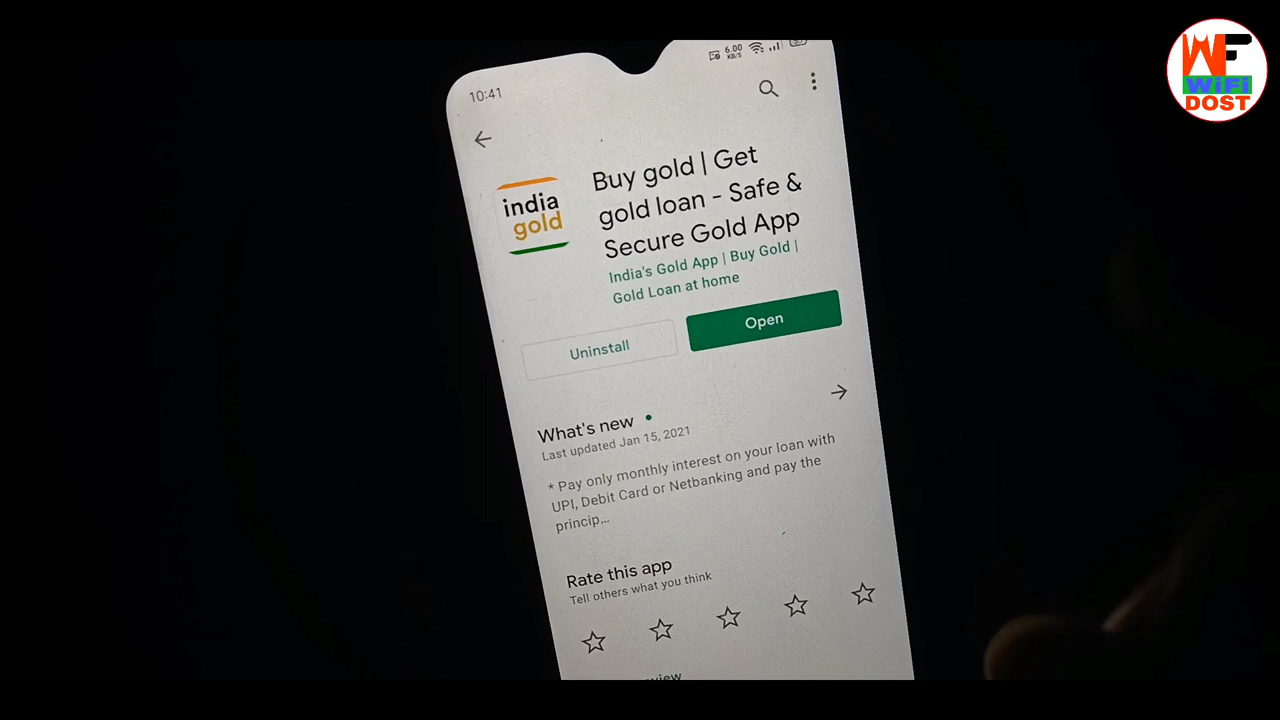 WF
WiFi
DOST
10:41
6.00
KB/S
india
gold
Buy gold | Get
gold loan - Safe &
Secure Gold App
India's Gold App | Buy Gold |
Gold Loan at home
Uninstall
Open
What's new
Last updated Jan 15, 2021
* Pay only monthly interest on your loan with
UPI, Debit Card or Netbanking and pay the
princip...
Rate this app
Tell others what you think